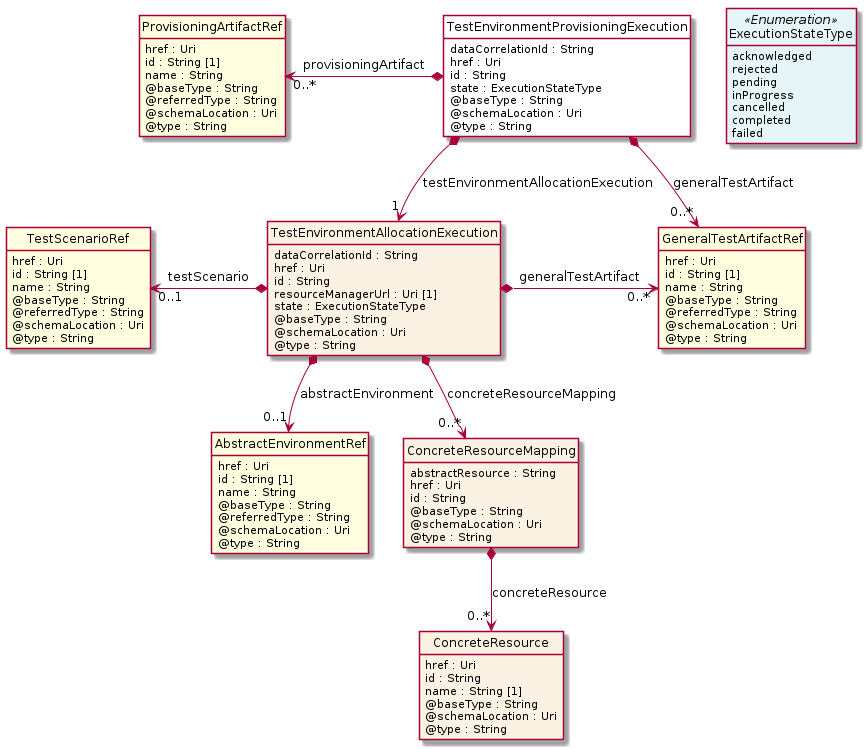 ProvisioningArtifactRef
href : Uri
id : String [1]
name : String
@baseType : String
@referredType : String
@schemaLocation : Uri
@type : String
provisioningArtifact
0..*
TestEnvironmentProvisioningExecution
dataCorrelationId : String
href : Uri
id : String
state : ExecutionStateType
@baseType : String
@schemaLocation : Uri
@type : String
«Enumeration»
ExecutionStateType
acknowledged
rejected
pending
inProgress
cancelled
completed
failed
testEnvironmentAllocationExecution
1
generalTestArtifact
0..*
TestScenarioRef
href : Uri
id : String [1]
name : String
@baseType : String
@referredType : String
@schemaLocation : Uri
@type : String
testScenario
0..1
TestEnvironmentAllocationExecution
dataCorrelationId : String
href : Uri
id : String
resourceManagerUrl : Uri [1]
state : ExecutionStateType
@baseType : String
@schemaLocation : Uri
@type : String
generalTestArtifact
0..*
GeneralTestArtifactRef
href : Uri
id : String [1]
name : String
@baseType : String
@referredType : String
@schemaLocation : Uri
@type : String
abstractEnvironment
0..1
concreteResourceMapping
0..*
AbstractEnvironmentRef
href : Uri
id : String [1]
name : String
@baseType : String
@referredType : String
@schemaLocation : Uri
@type : String
ConcreteResourceMapping
abstractResource : String
href : Uri
id : String
@baseType : String
@schemaLocation : Uri
@type : String
concreteResource
0..*
ConcreteResource
href : Uri
id : String
name : String [1]
@baseType : String
@schemaLocation : Uri
@type : String